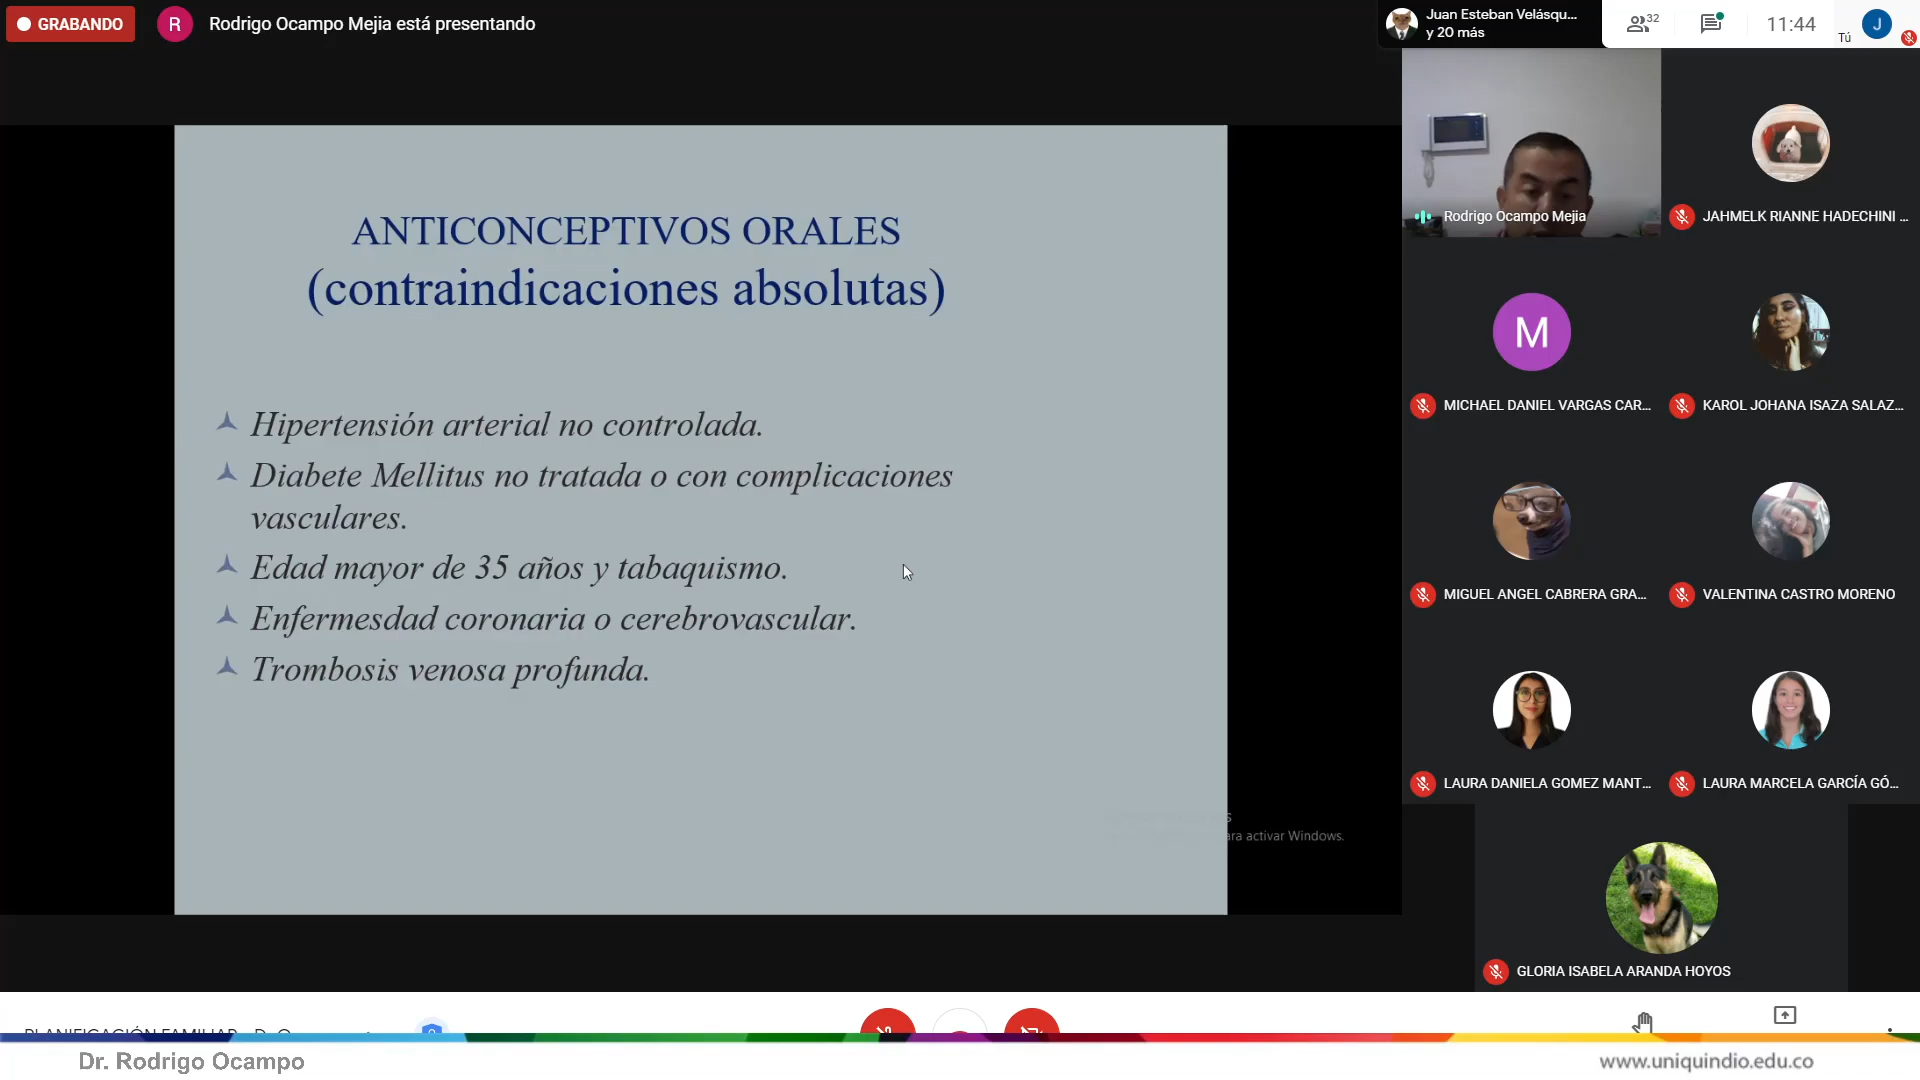 GRABANDO
R
Rodrigo Ocampo Mejia está presentando
Juan Esteban Velásqu...
y 20 más
32
11:44
Tú
J
ANTICONCEPTIVOS ORALES
(contraindicaciones absolutas)
Hipertensión arterial no controlada.
Diabete Mellitus no tratada o con complicaciones
vasculares.
Edad mayor de 35 años y tabaquismo.
Enfermesdad coronaria o cerebrovascular.
Trombosis venosa profunda.
para activar Windows.
Rodrigo Ocampo Mejia
JAHMELK RIANNE HADECHINI ...
M
MICHAEL DANIEL VARGAS CAR...
KAROL JOHANA ISAZA SALAZ...
MIGUEL ANGEL CABRERA GRA...
VALENTINA CASTRO MORENO
LAURA DANIELA GOMEZ MANT...
LAURA MARCELA GARCÍA GÓ...
GLORIA ISABELA ARANDA HOYOS
PLANIFICACIÓN FAMILIAR
Dr. Rodrigo Ocampo
www.uniquindio.edu.co